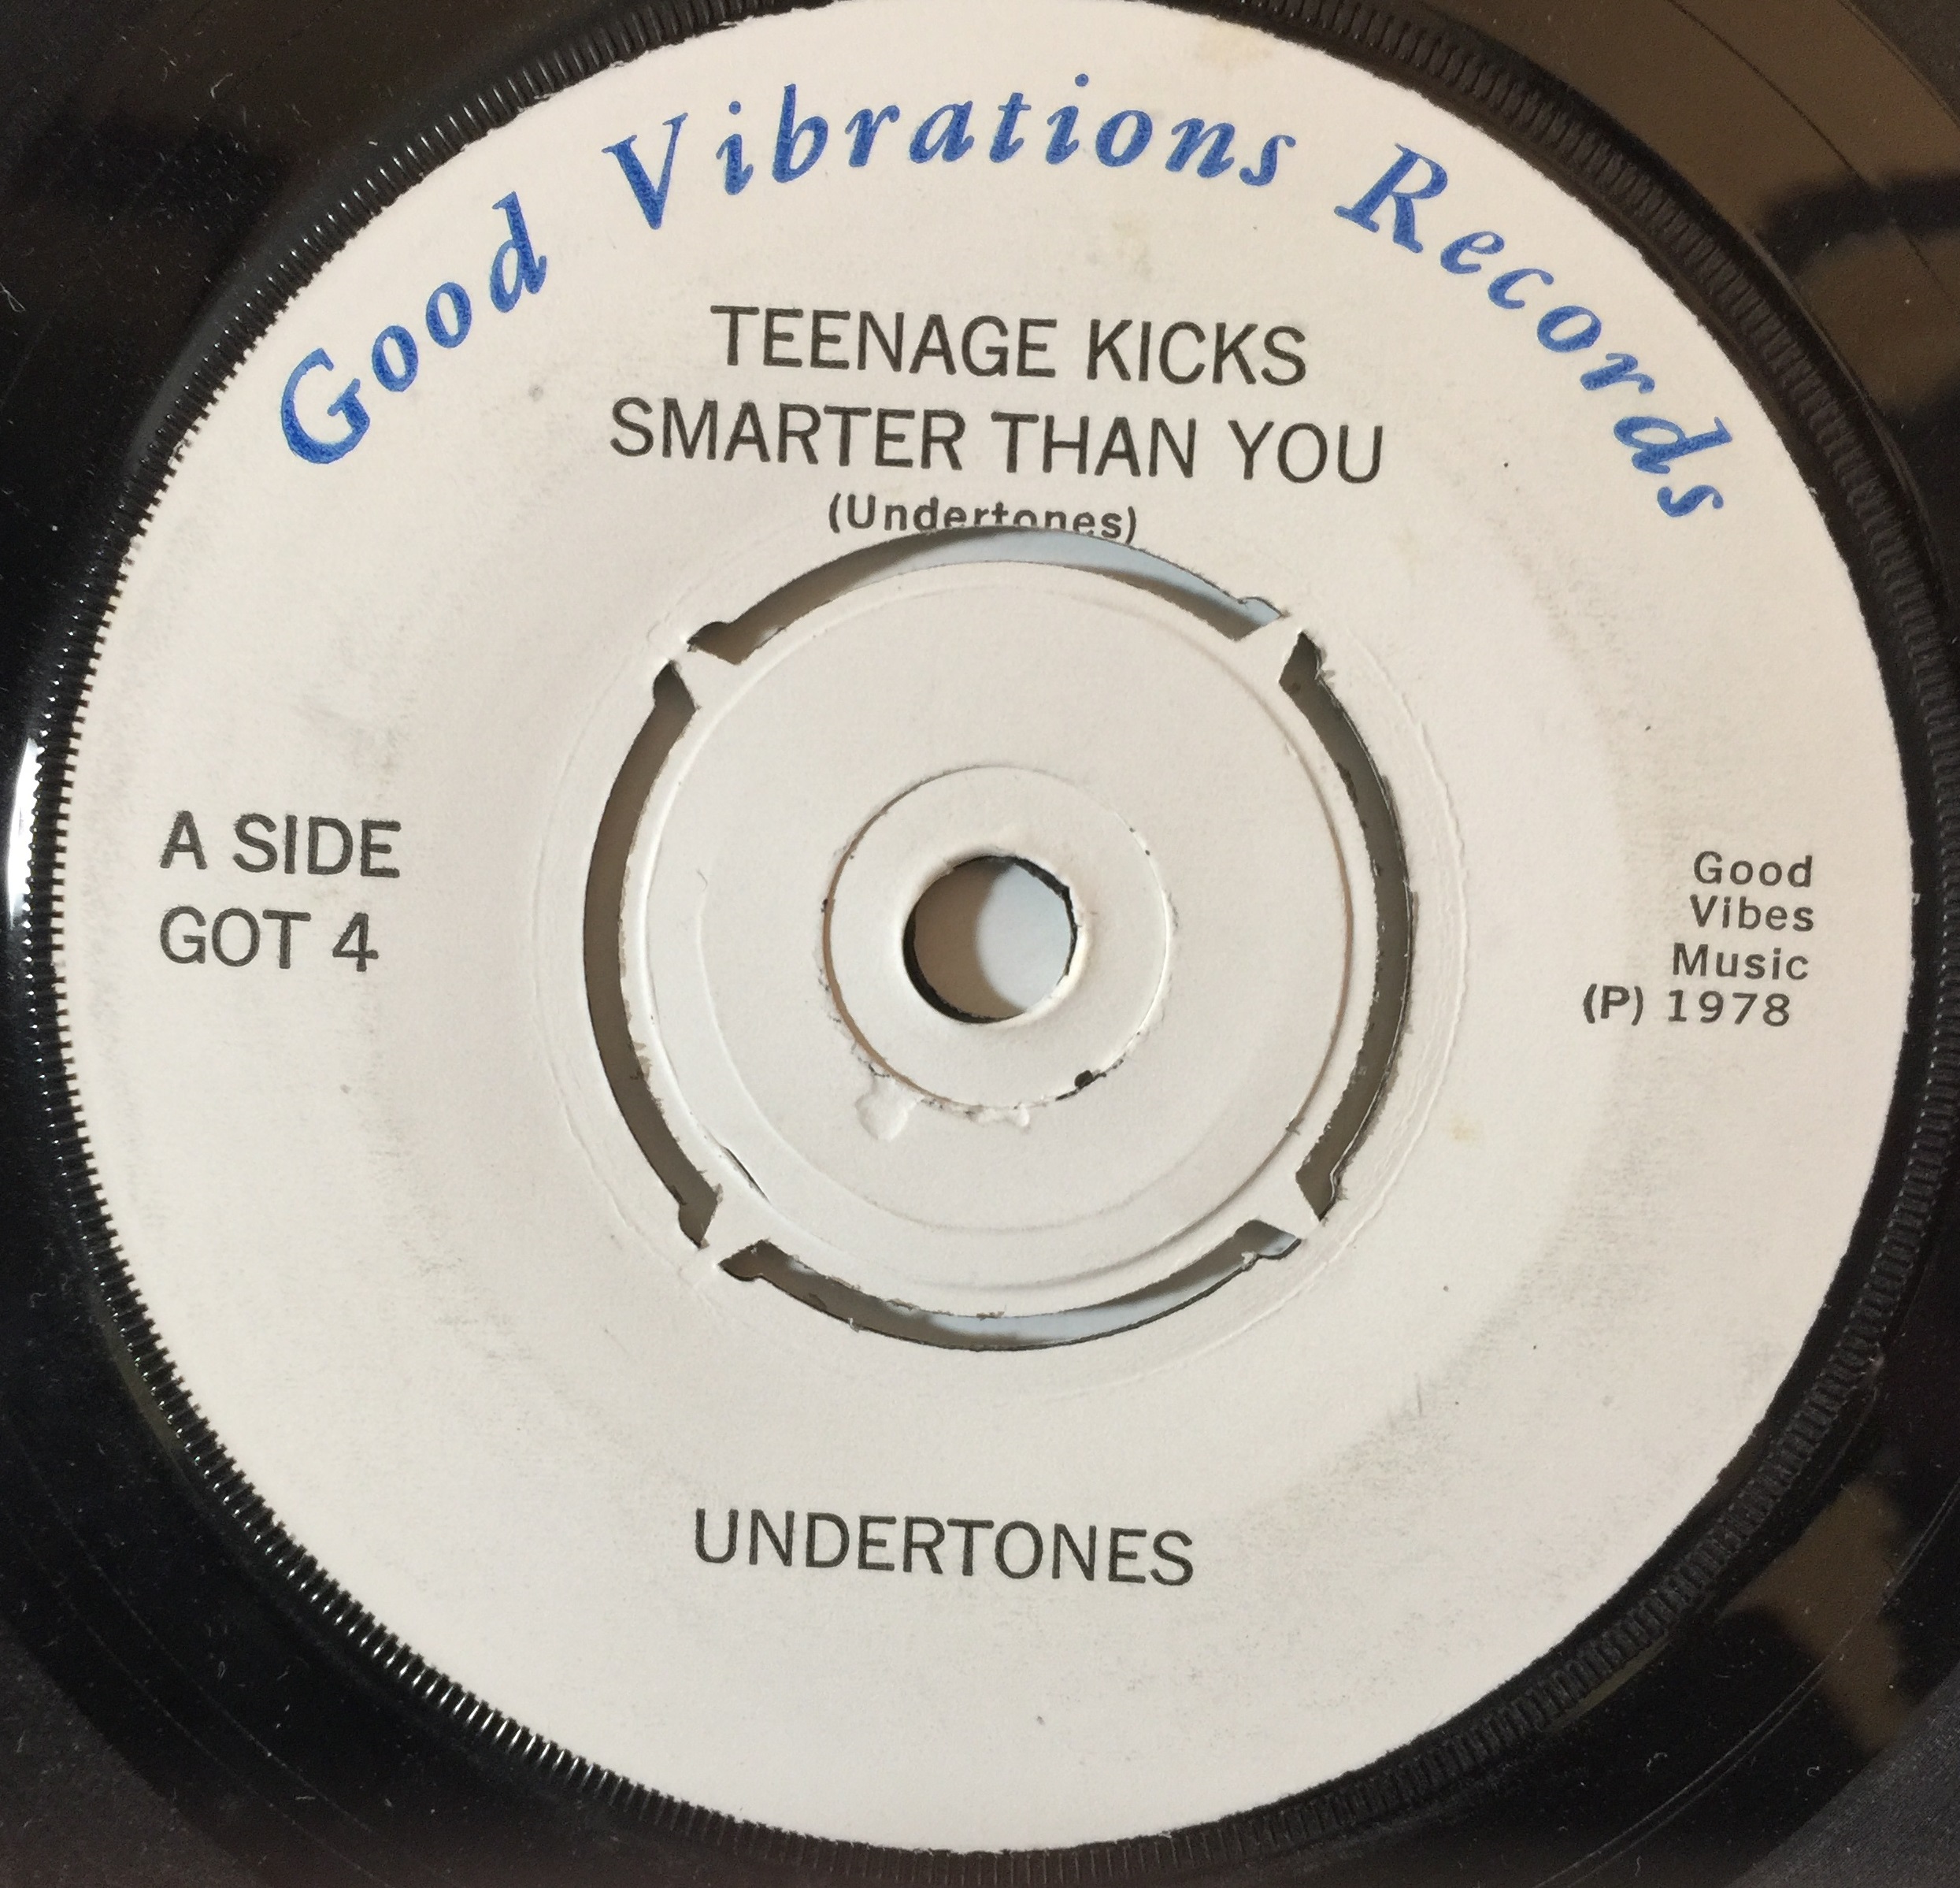 Good Vibrations Records
TEENAGE KICKS
SMARTER THAN YOU
(Undertones)
A SIDE
GOT 4
Good
Vibes
Music
(P) 1978
UNDERTONES